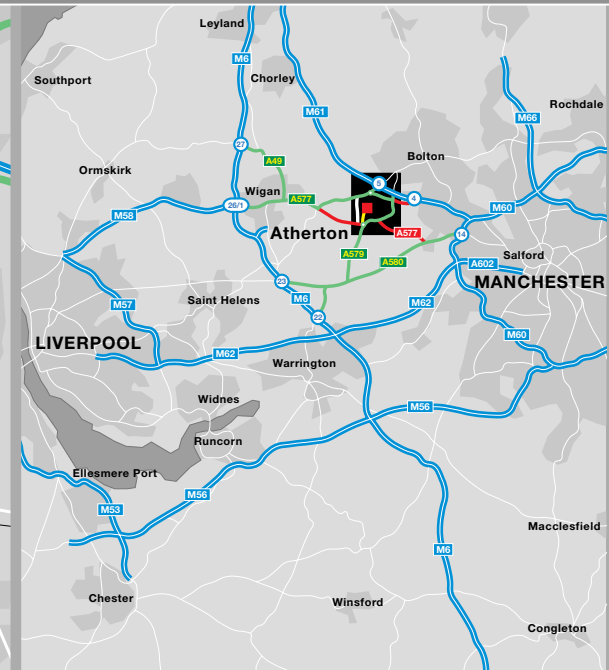 Leyland
M6
Chorley
Southport
Rochdale
M61
M66
27
Bolton
A49
Ormskirk
5
Wigan
A577
4
26/1
M60
M58
Atherton
A577
14
A579
A580
Salford
A602
23
MANCHESTER
Saint Helens
M6
M57
M62
22
M60
LIVERPOOL
M62
Warrington
Widnes
M56
Runcorn
Ellesmere Port
M56
M53
Macclesfield
M6
Chester
Winsford
Congleton